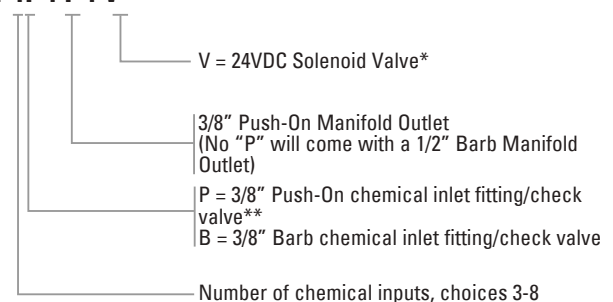 V = 24VDC Solenoid Valve*
3/8” Push-On Manifold Outlet
(No “P” will come with a 1/2” Barb Manifold
Outlet)
P = 3/8” Push-On chemical inlet fitting/check
valve**
B = 3/8” Barb chemical inlet fitting/check valve
Number of chemical inputs, choices 3-8